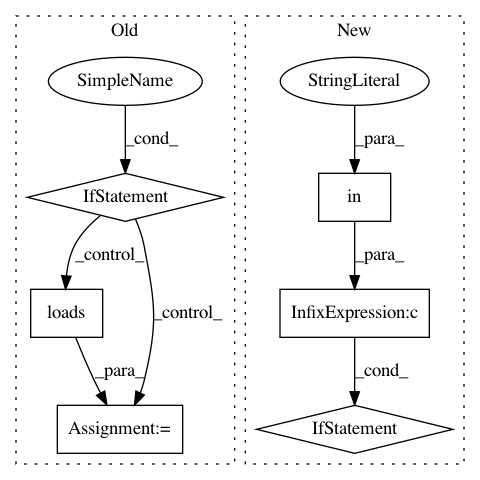 Old
New
SimpleName
StringLiteral
_cond_
_para_
IfStatement
in
_control_
_control_
_para_
loads
InfixExpression:c
_para_
_cond_
Assignment:=
IfStatement